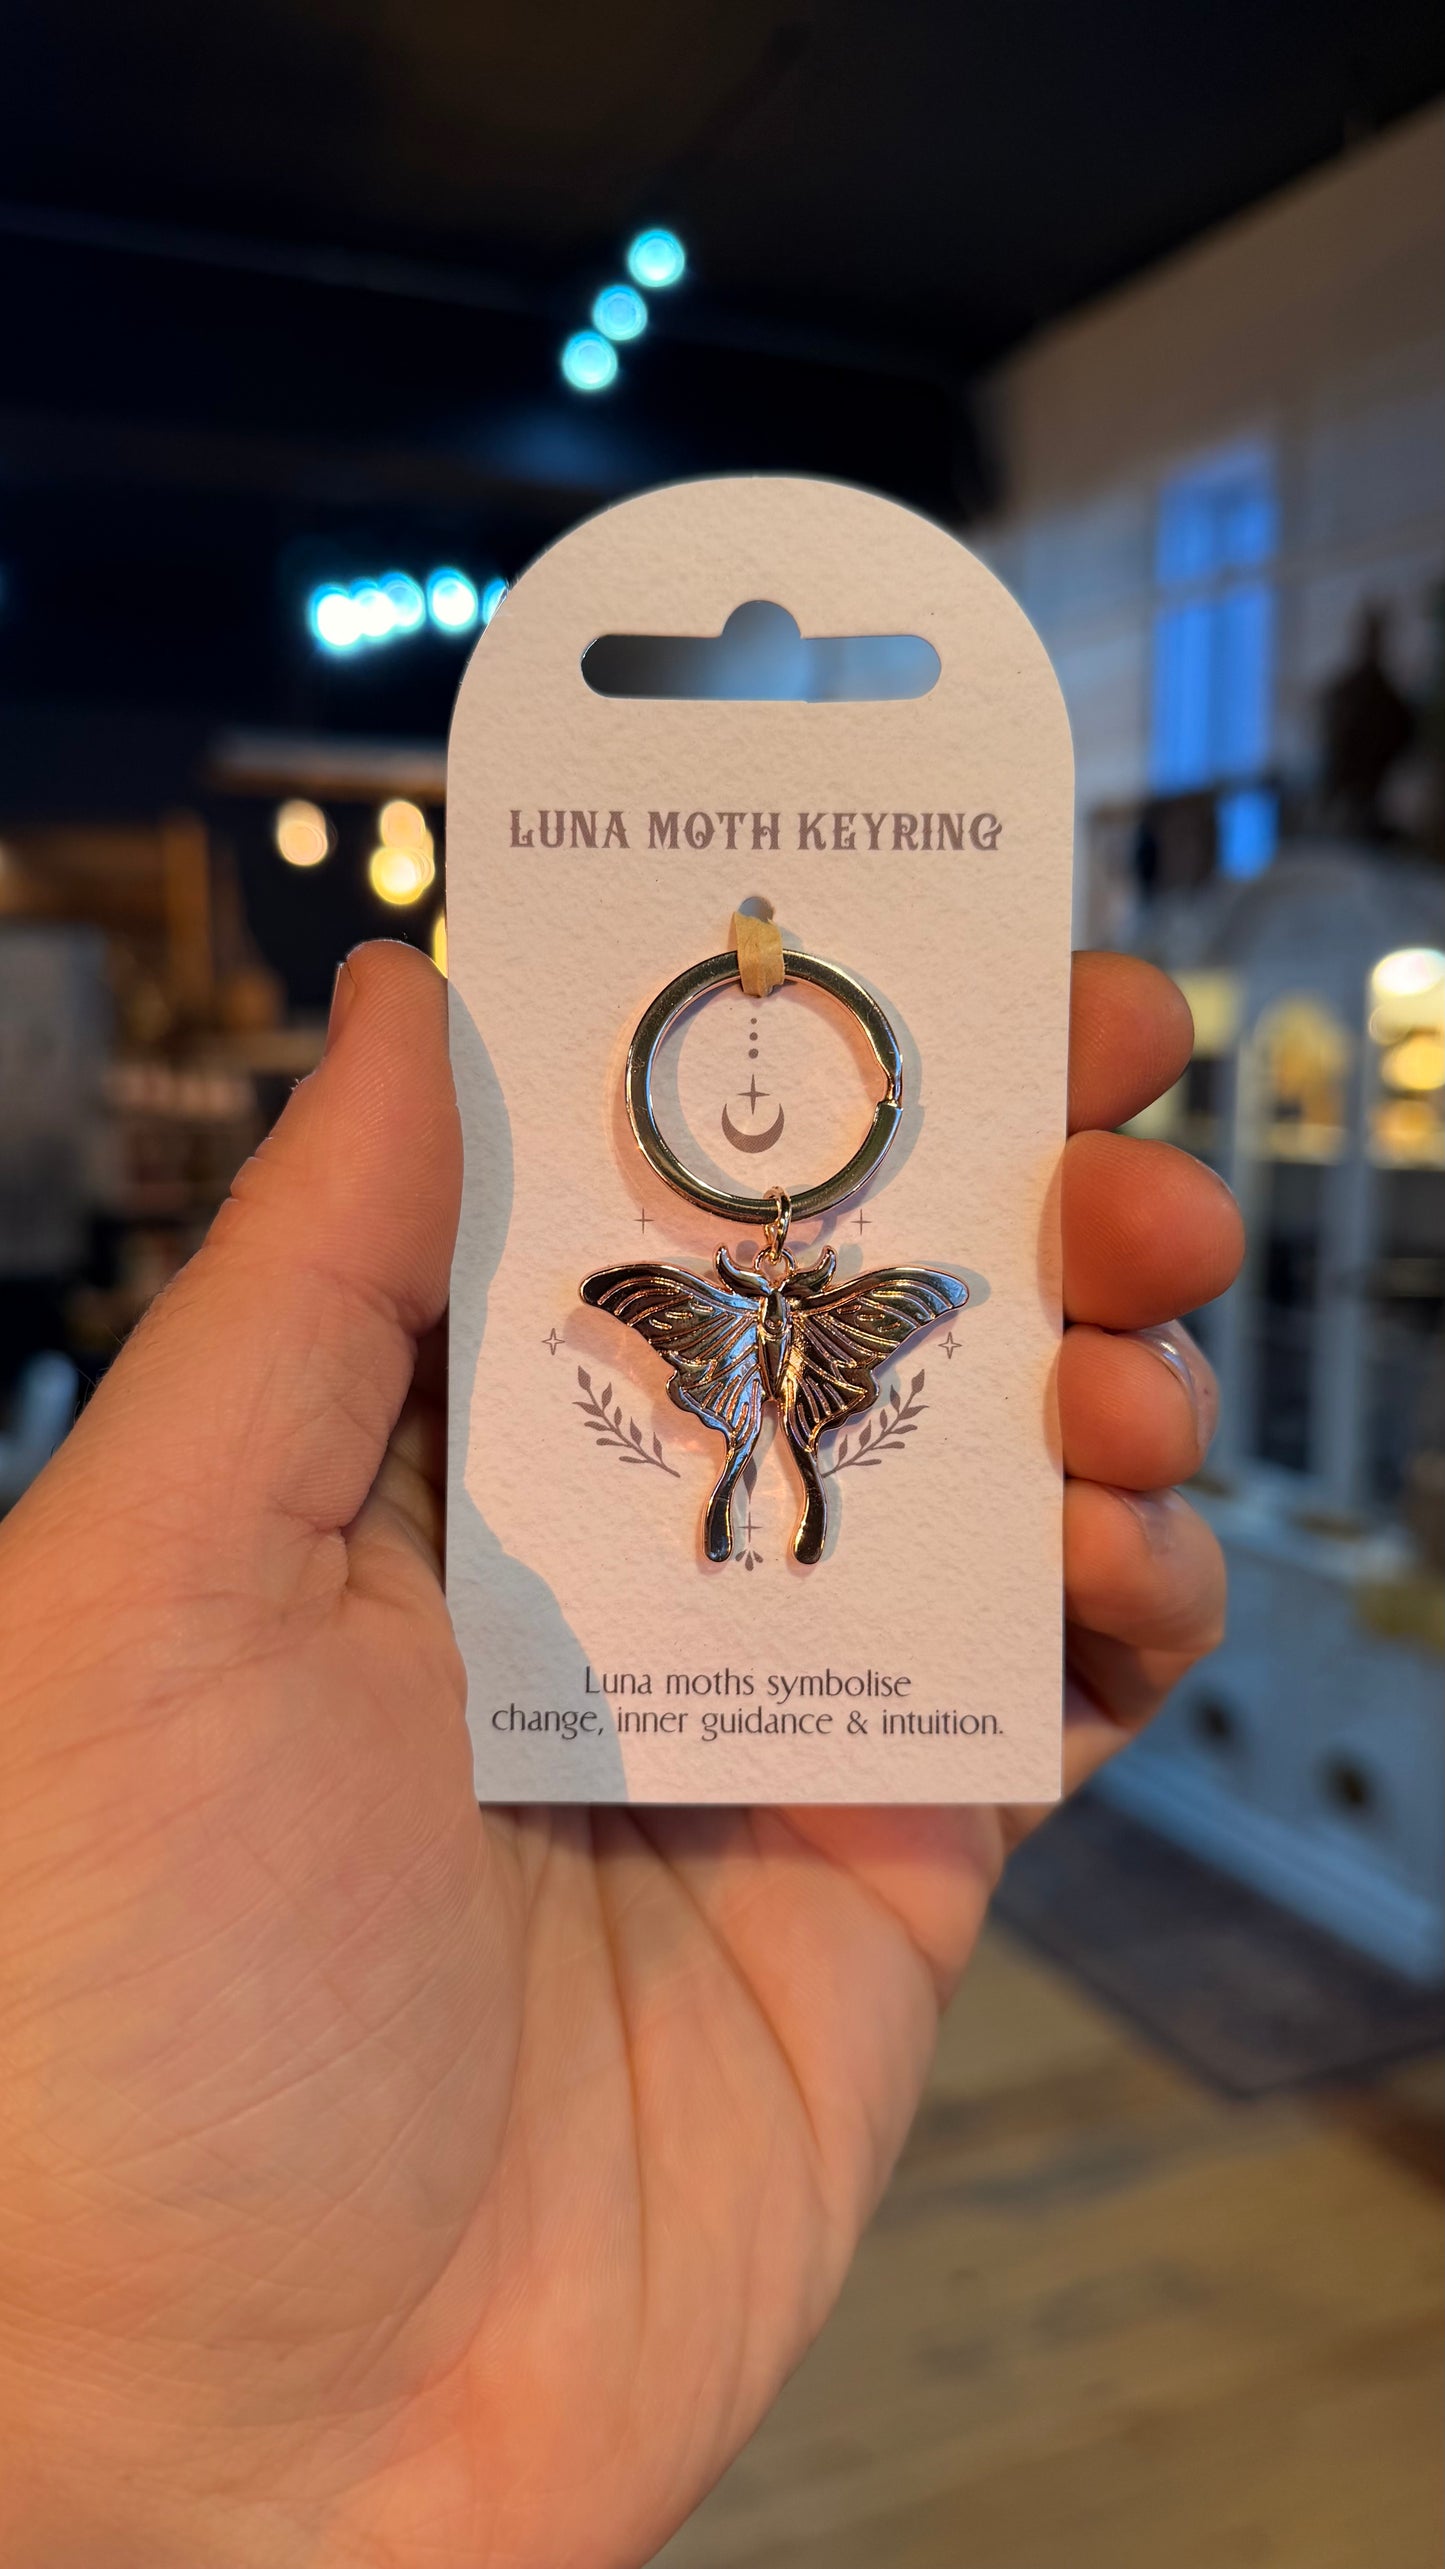 LUNA MOTH KEYRING
Luna moths symbolise
change, inner guidance & intuition.